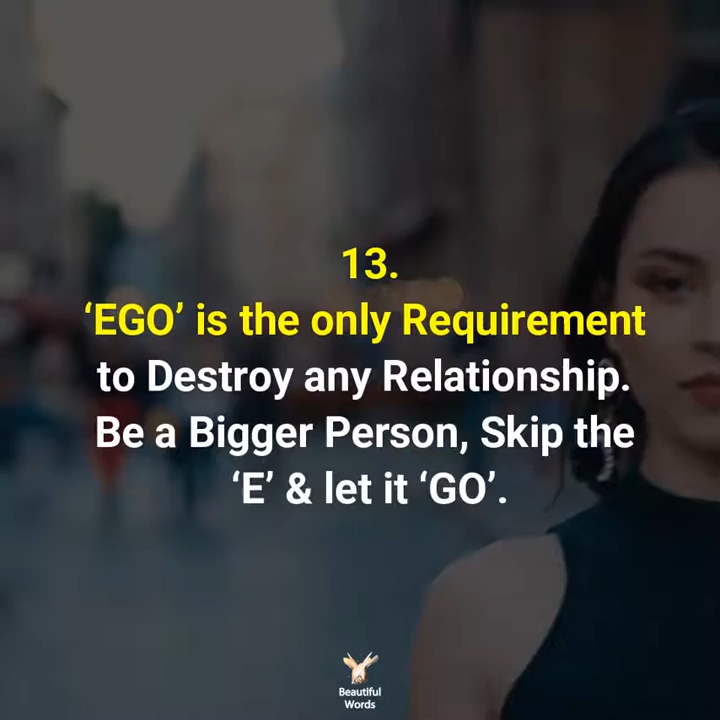 13.
‘EGO’ is the only Requirement
to Destroy any Relationship.
Be a Bigger Person, Skip the
‘E’ & let it ‘GO’.
Beautiful
Words